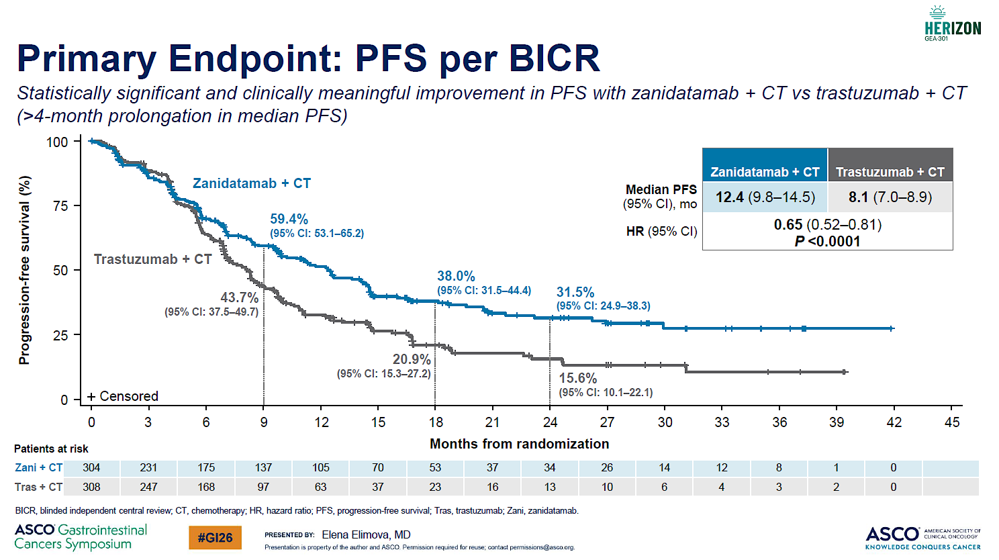 HERIZON
GEA-301
Primary Endpoint: PFS per BICR
Statistically significant and clinically meaningful improvement in PFS with zanidatamab + CT vs trastuzumab + CT
(>4-month prolongation in median PFS)
Progression-free survival (%)
100
75
50
25
0
Zanidatamab + CT
Trastuzumab + CT
59.4%
(95% CI: 53.1–65.2)
43.7%
(95% CI: 37.5–49.7)
38.0%
(95% CI: 31.5–44.4)
20.9%
(95% CI: 15.3–27.2)
31.5%
(95% CI: 24.9–38.3)
15.6%
(95% CI: 10.1–22.1)
Zanidatamab + CT Trastuzumab + CT
Median PFS
(95% CI), mo
12.4 (9.8–14.5) 8.1 (7.0–8.9)
HR (95% CI)
0.65 (0.52–0.81)
P <0.0001
+ Censored
0 3 6 9 12 15 18 21 24 27 30 33 36 39 42 45
Months from randomization
Patients at risk
Zani + CT 304 231 175 137 105 70 53 37 34 26 14 12 8 1 0
Tras + CT 308 247 168 97 63 37 23 16 13 10 6 4 3 2 0
BICR, blinded independent central review; CT, chemotherapy; HR, hazard ratio; PFS, progression-free survival; Tras, trastuzumab; Zani, zanidatamab.
ASCO Gastrointestinal
Cancers Symposium
#GI26
PRESENTED BY: Elena Elimova, MD
Presentation is property of the author and ASCO. Permission required for reuse; contact permissions@asco.org.
ASCO AMERICAN SOCIETY OF
CLINICAL ONCOLOGY
KNOWLEDGE CONQUERS CANCER